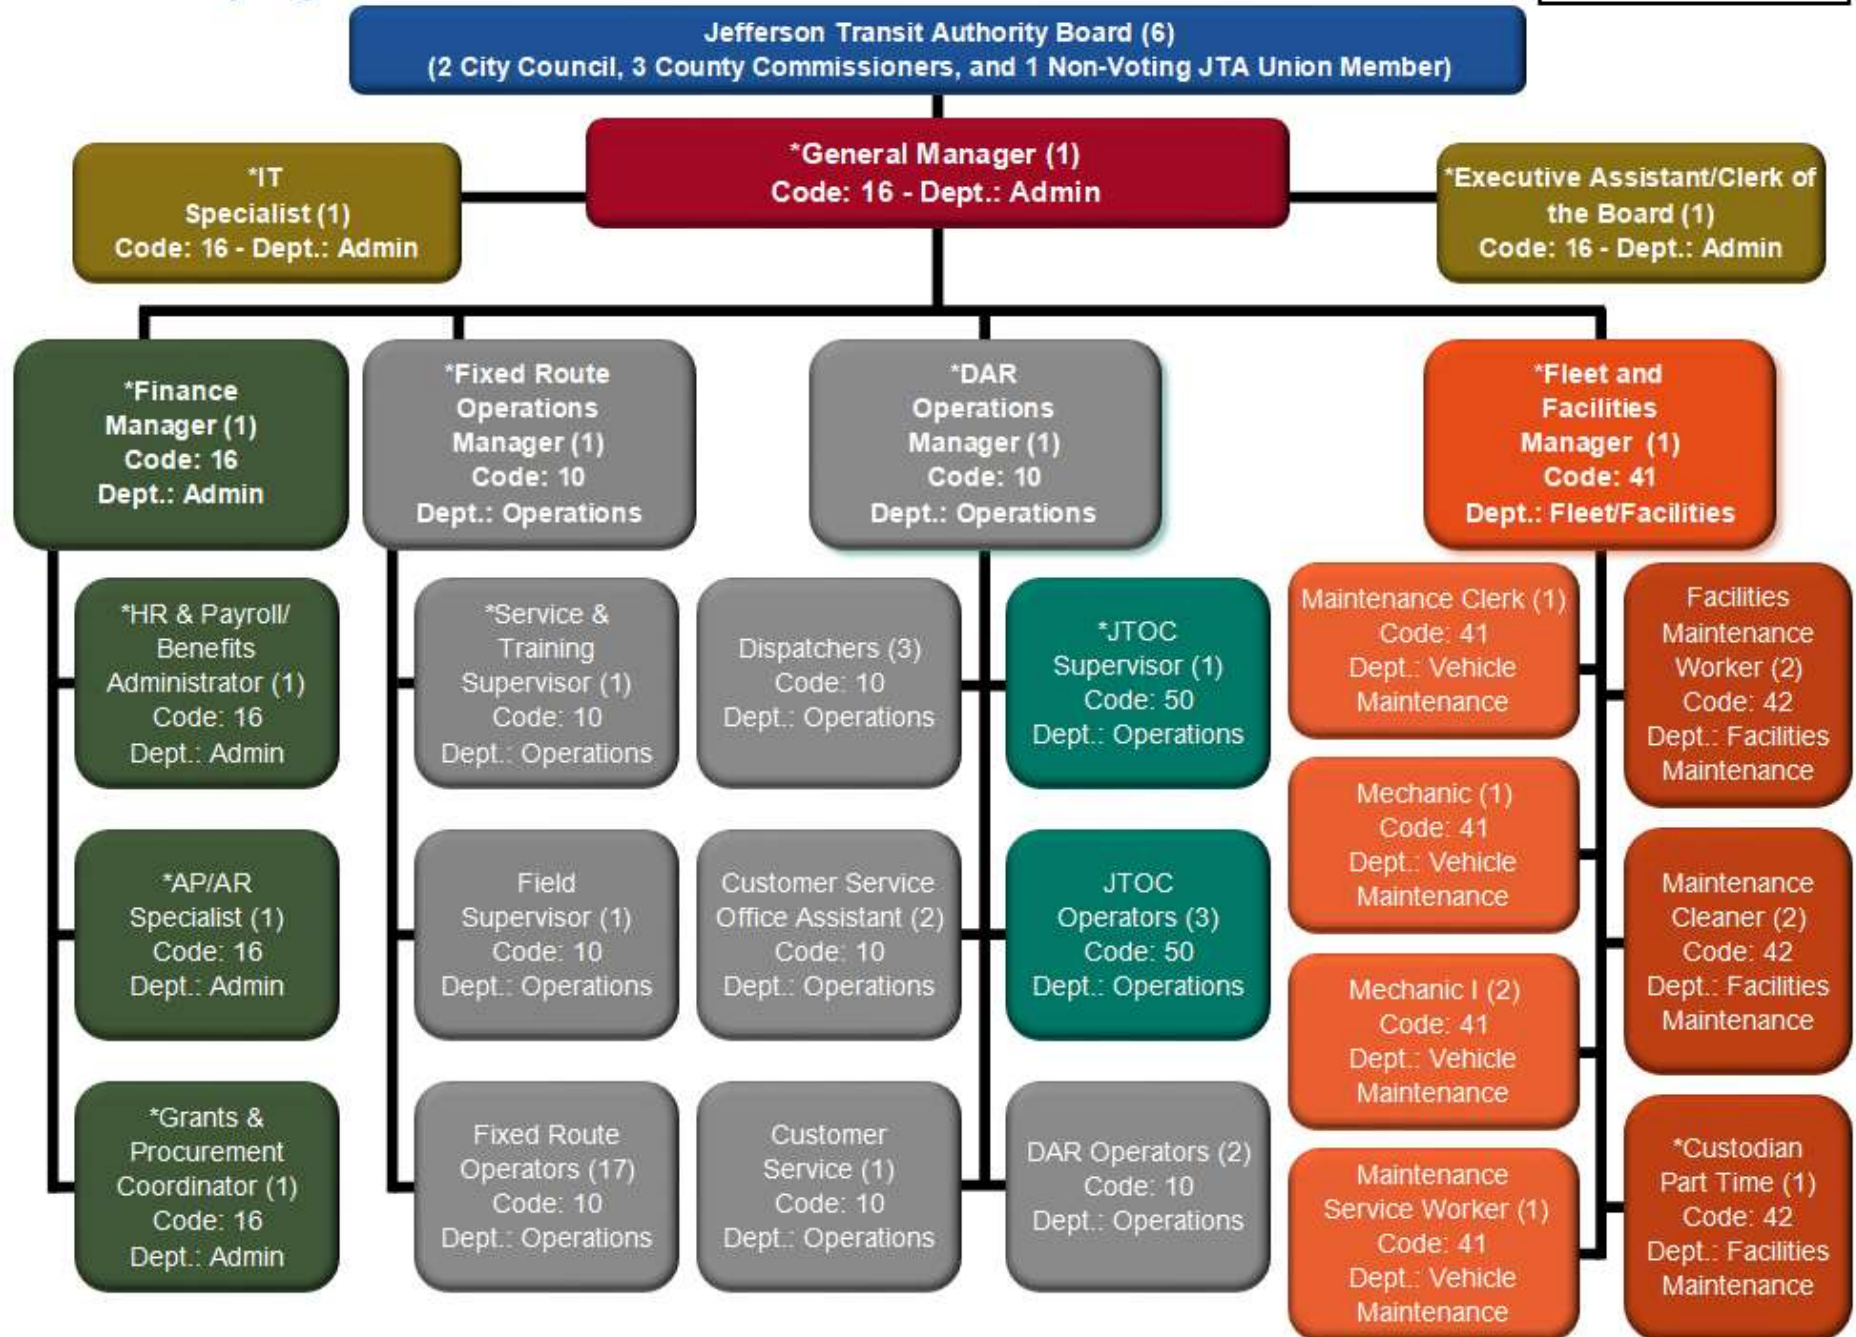 Jefferson Transit Authority Board (6)
(2 City Council, 3 County Commissioners, and 1 Non-Voting JTA Union Member)
*General Manager (1)
Code: 16 - Dept.: Admin
*IT
Specialist (1)
Code: 16 - Dept.: Admin
*Executive Assistant/Clerk of
the Board (1)
Code: 16 - Dept.: Admin
*Finance
Manager (1)
Code: 16
Dept.: Admin
*Fixed Route
Operations
Manager (1)
Code: 10
Dept.: Operations
*DAR
Operations
Manager (1)
Code: 10
Dept.: Operations
*Fleet and
Facilities
Manager (1)
Code: 41
Dept.: Fleet/Facilities
*HR & Payroll/
Benefits
Administrator (1)
Code: 16
Dept.: Admin
*Service &
Training
Supervisor (1)
Code: 10
Dept.: Operations
Dispatchers (3)
Code: 10
Dept.: Operations
*JTOC
Supervisor (1)
Code: 50
Dept.: Operations
Maintenance Clerk (1)
Code: 41
Dept.: Vehicle
Maintenance
Facilities
Maintenance
Worker (2)
Code: 42
Dept.: Facilities
Maintenance
Mechanic (1)
Code: 41
Dept.: Vehicle
Maintenance
*AP/AR
Specialist (1)
Code: 16
Dept.: Admin
Field
Supervisor (1)
Code: 10
Dept.: Operations
Customer Service
Office Assistant (2)
Code: 10
Dept.: Operations
JTOC
Operators (3)
Code: 50
Dept.: Operations
Maintenance
Cleaner (2)
Code: 42
Dept.: Facilities
Maintenance
Mechanic I (2)
Code: 41
Dept.: Vehicle
Maintenance
*Grants &
Procurement
Coordinator (1)
Code: 16
Dept.: Admin
Fixed Route
Operators (17)
Code: 10
Dept.: Operations
Customer
Service (1)
Code: 10
Dept.: Operations
DAR Operators (2)
Code: 10
Dept.: Operations
Maintenance
Service Worker (1)
Code: 41
Dept.: Vehicle
Maintenance
*Custodian
Part Time (1)
Code: 42
Dept.: Facilities
Maintenance